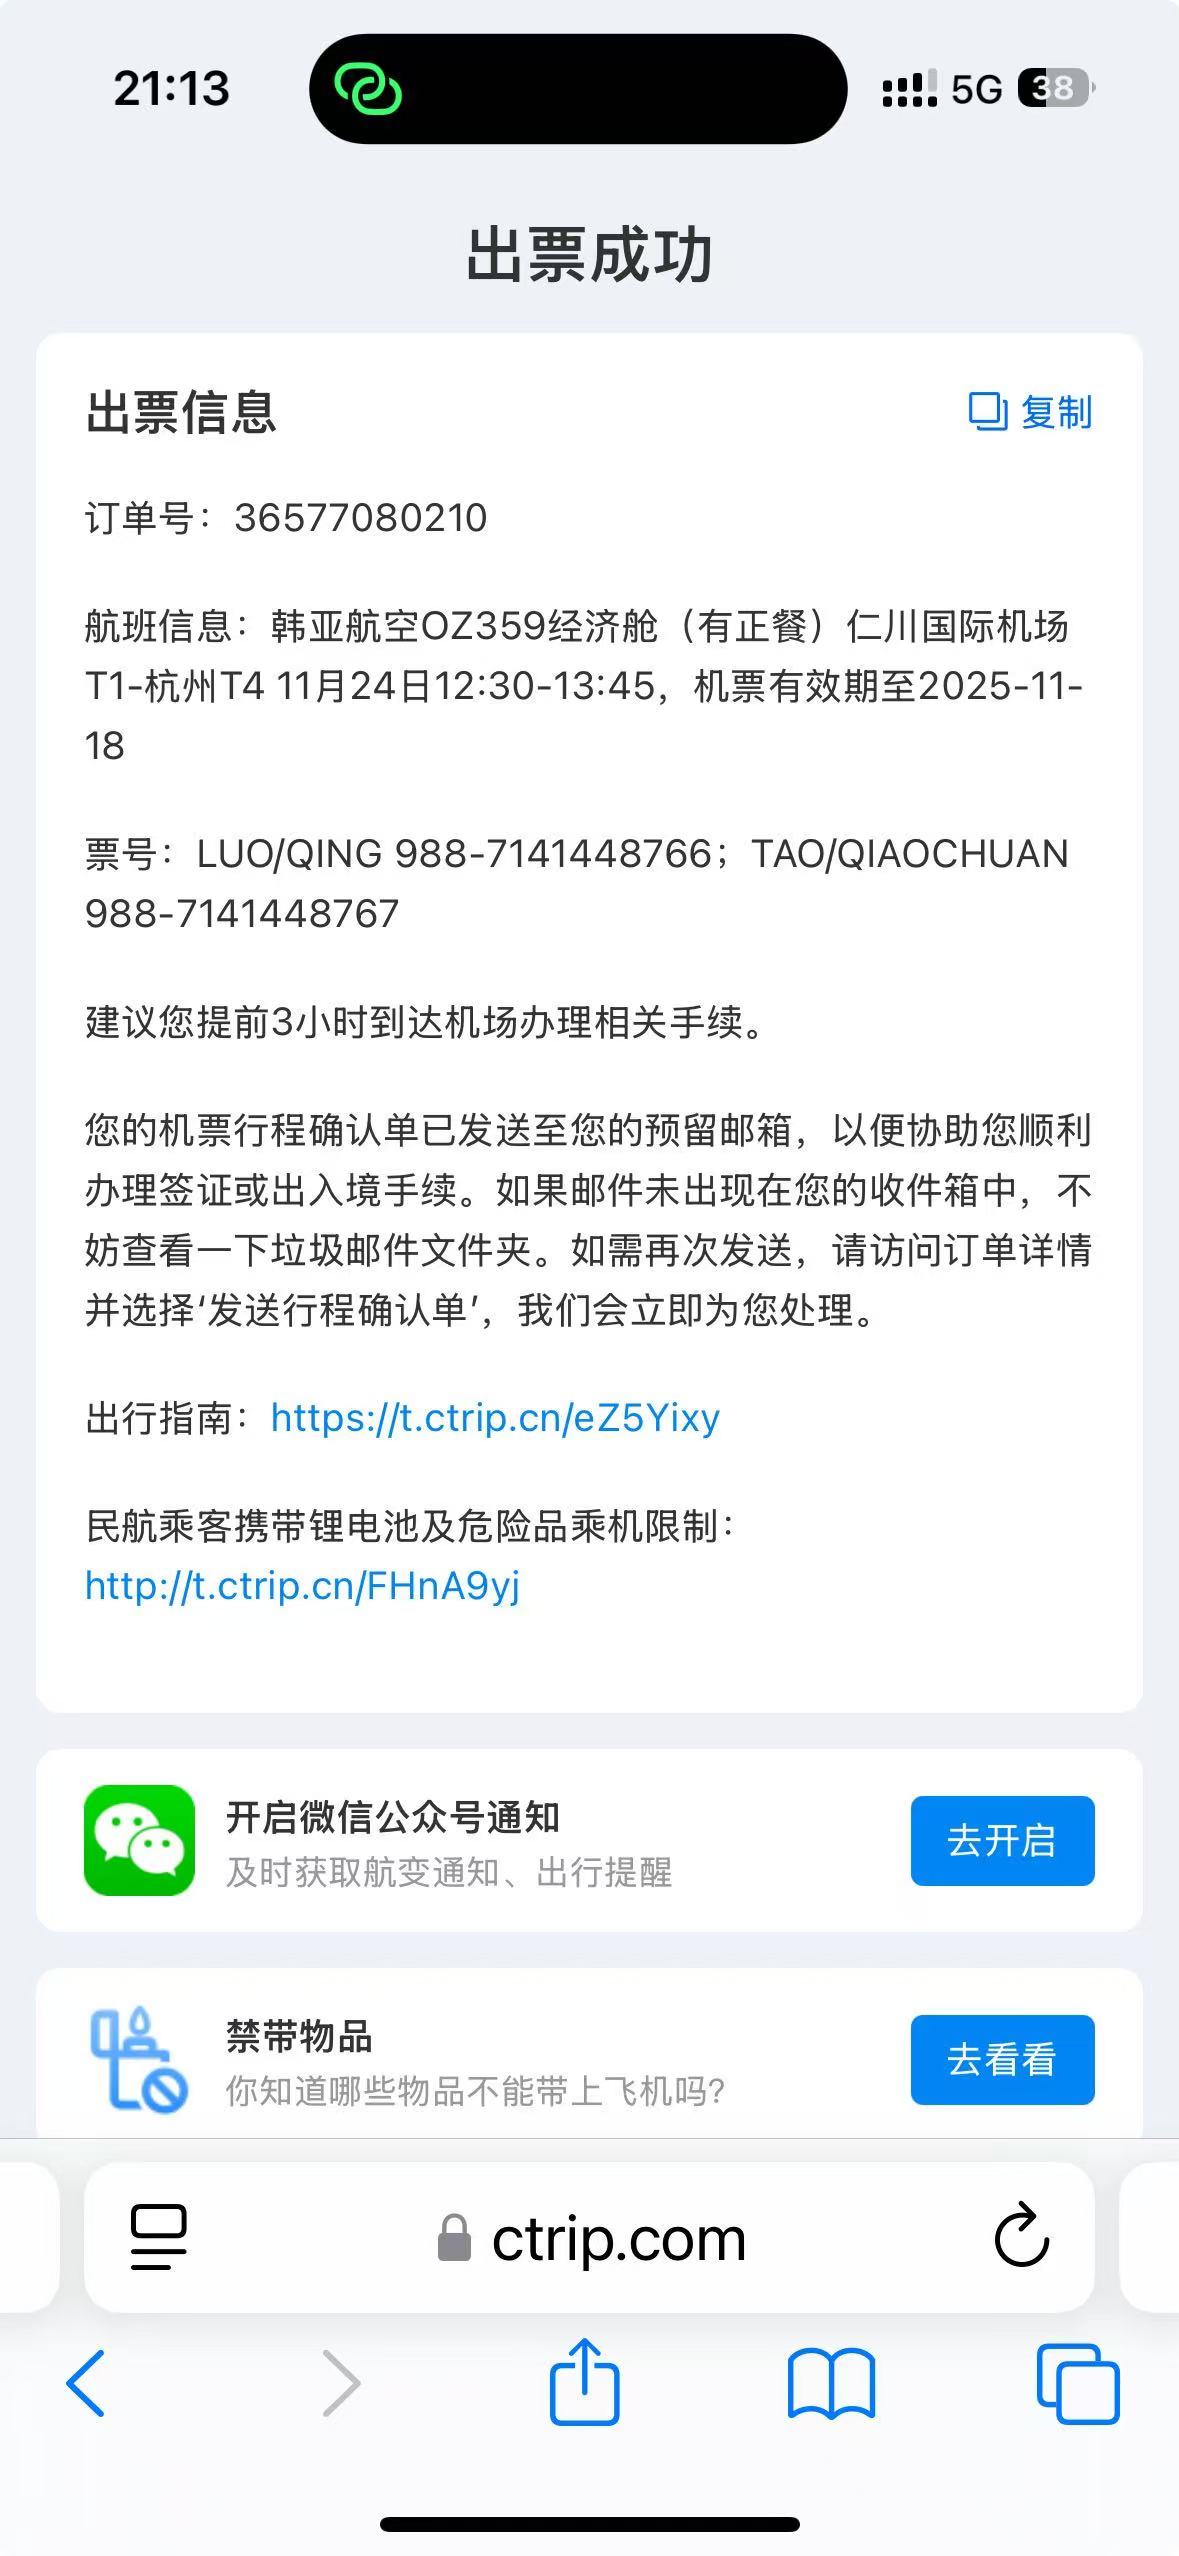 21:13
5G 38
出票成功
出票信息
复制
订单号：36577080210
航班信息：韩亚航空OZ359经济舱（有正餐）仁川国际机场
T1-杭州T4 11月24日12:30-13:45，机票有效期至2025-11-
18
票号：LUO/QING 988-7141448766；TAO/QIAOCHUAN
988-7141448767
建议您提前3小时到达机场办理相关手续。
您的机票行程确认单已发送至您的预留邮箱，以便协助您顺利
办理签证或出入境手续。如果邮件未出现在您的收件箱中，不
妨查看一下垃圾邮件文件夹。如需再次发送，请访问订单详情
并选择‘发送行程确认单’，我们会立即为您处理。
出行指南：https://t.ctrip.cn/eZ5Yixy
民航乘客携带锂电池及危险品乘机限制：
http://t.ctrip.cn/FHnA9yj
开启微信公众号通知
及时获取航变通知、出行提醒
去开启
禁带物品
你知道哪些物品不能带上飞机吗?
去看看
ctrip.com